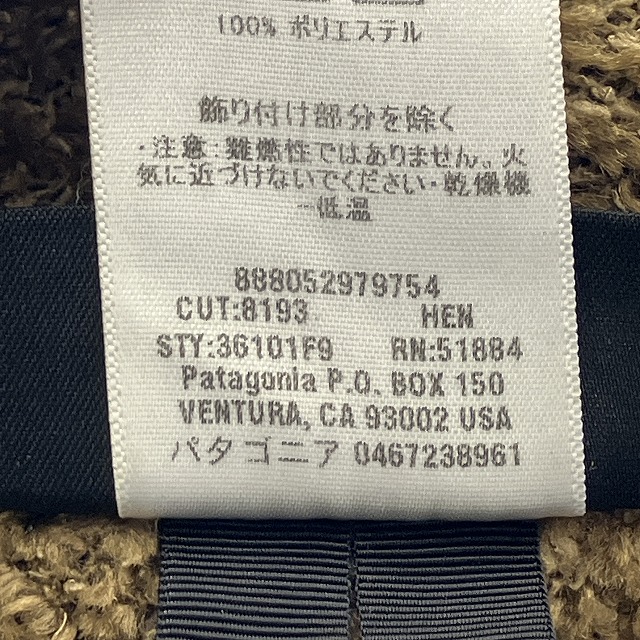 100% ポリエステル
飾り付け部分を除く
・注意:難燃性ではありません。火
気に近づけないでください・乾燥機
ー低温
888052979754
CUT:8193 HEN
STY:36101F9 RN:51884
Patagonia P.O. BOX 150
VENTURA, CA 93002 USA
パタゴニア 0467238961